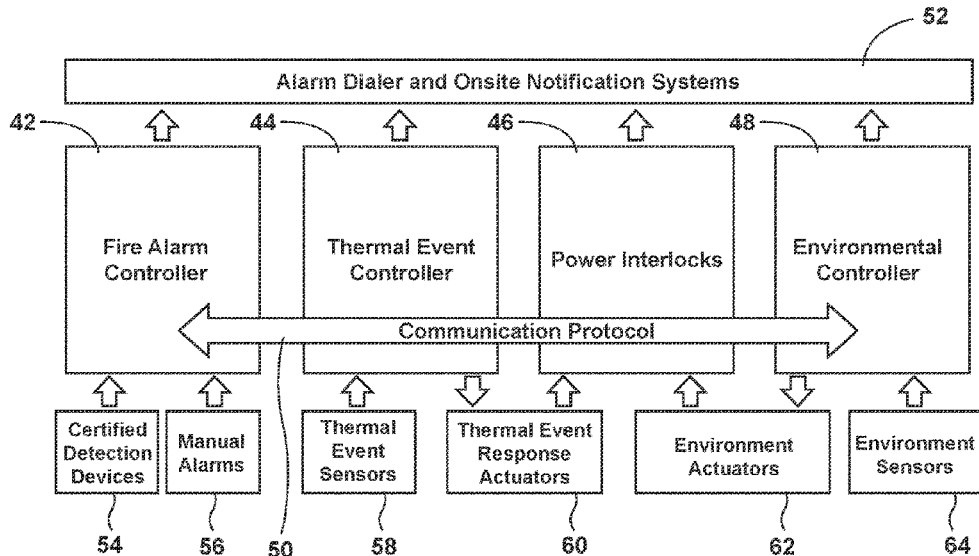 52
Alarm Dialer and Onsite Notification Systems
42
44
46
48
Fire Alarm
Controller
Thermal Event
Controller
Power Interlocks
Environmental
Controller
Communication Protocol
Certified
Detection
Devices
Manual
Alarms
Thermal
Event
Sensors
Thermal Event
Response
Actuators
Environment
Actuators
Environment
Sensors
54
56
50
58
60
62
64